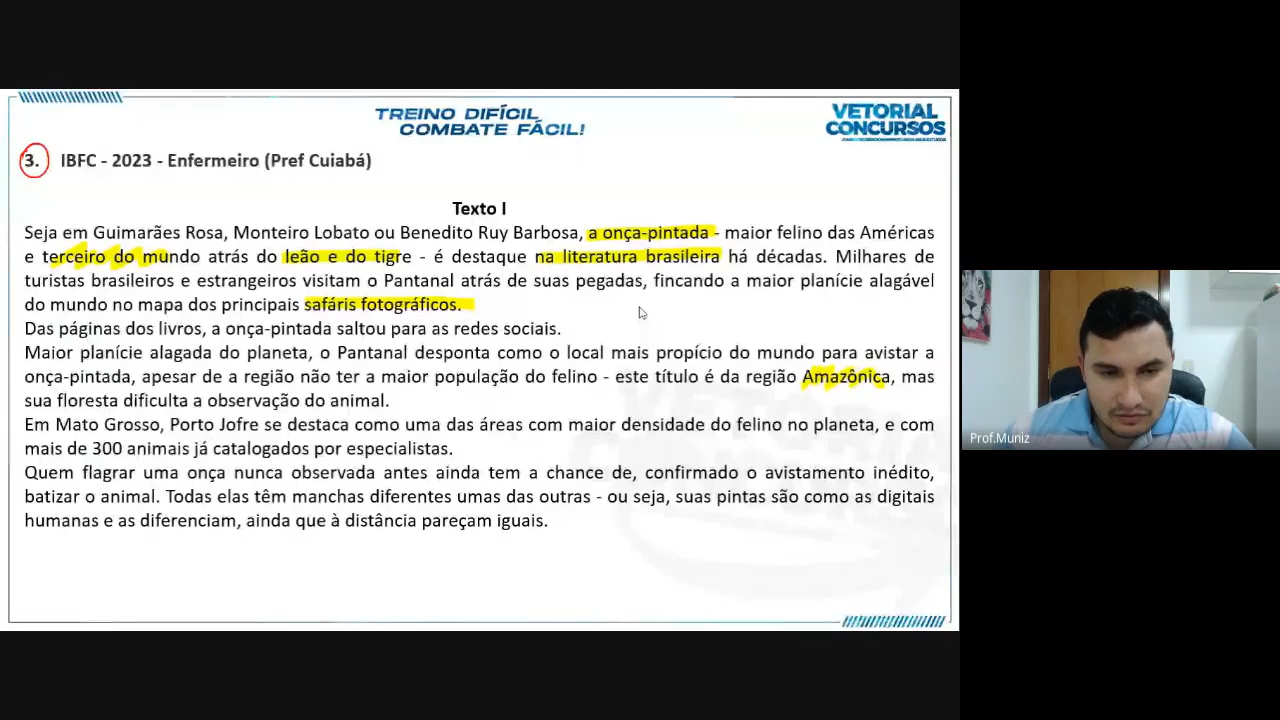 TREINO DIFÍCIL
COMBATE FÁCIL!
VETORIAL
CONCURSOS
3. IBFC - 2023 - Enfermeiro (Pref Cuiabá)
Texto I
Seja em Guimarães Rosa, Monteiro Lobato ou Benedito Ruy Barbosa, a onça-pintada - maior felino das Américas
e terceiro do mundo atrás do leão e do tigre - é destaque na literatura brasileira há décadas. Milhares de
turistas brasileiros e estrangeiros visitam o Pantanal atrás de suas pegadas, fincando a maior planície alagável
do mundo no mapa dos principais safáris fotográficos.
Das páginas dos livros, a onça-pintada saltou para as redes sociais.
Maior planície alagada do planeta, o Pantanal desponta como o local mais propício do mundo para avistar a
onça-pintada, apesar de a região não ter a maior população do felino - este título é da região Amazônica, mas
sua floresta dificulta a observação do animal.
Em Mato Grosso, Porto Jofre se destaca como uma das áreas com maior densidade do felino no planeta, e com
mais de 300 animais já catalogados por especialistas.
Quem flagrar uma onça nunca observada antes ainda tem a chance de, confirmado o avistamento inédito,
batizar o animal. Todas elas têm manchas diferentes umas das outras - ou seja, suas pintas são como as digitais
humanas e as diferenciam, ainda que à distância pareçam iguais.
Prof.Muniz